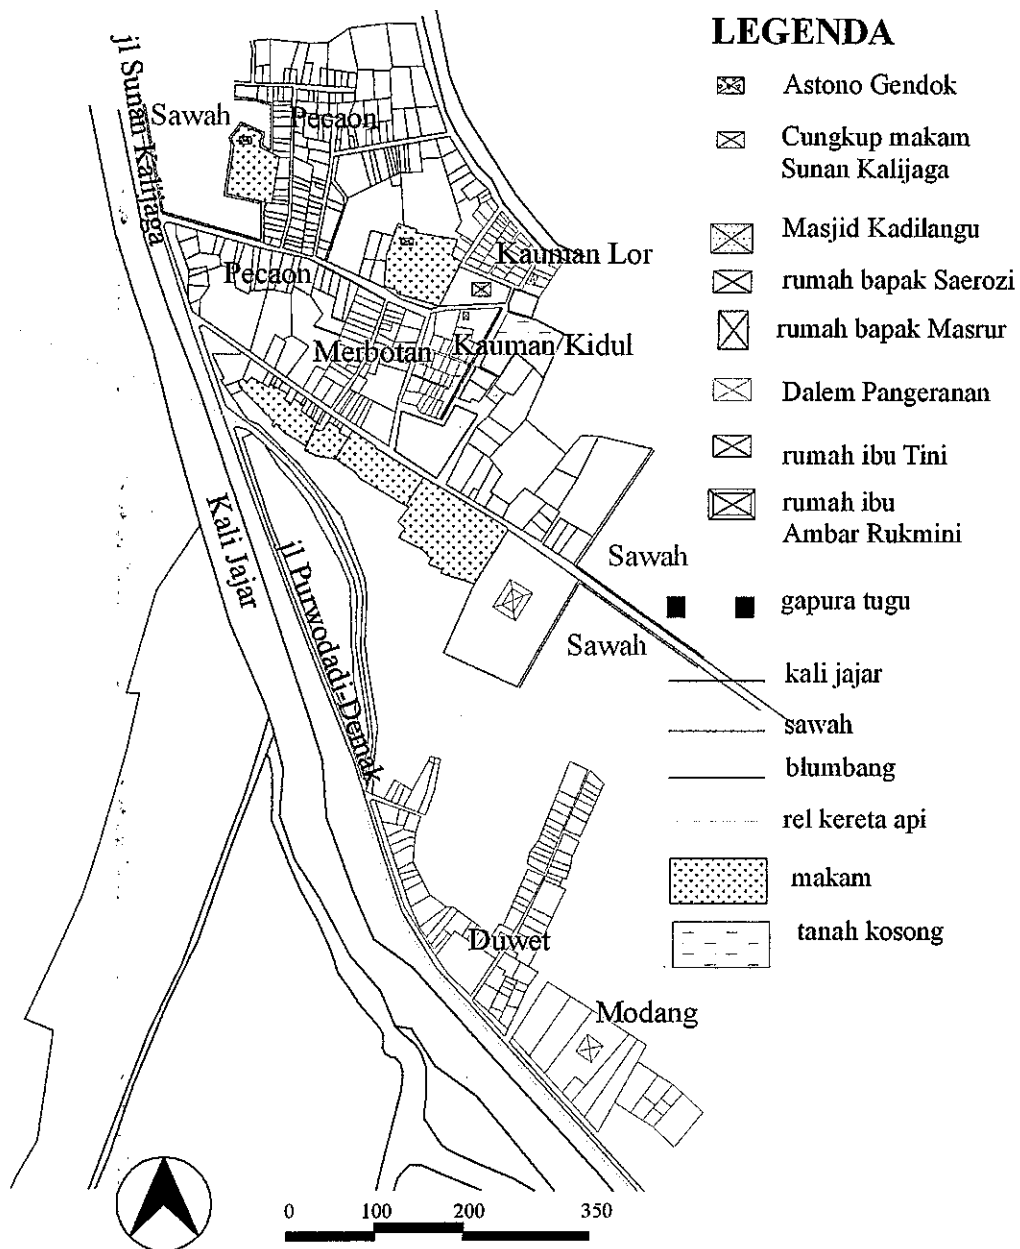 LEGENDA
Astono Gendok
Cungkup makam
Sunan Kalijaga
Masjid Kadilangu
rumah bapak Saerozi
rumah bapak Masrur
Dalem Pangeranan
rumah ibu Tini
rumah ibu
Ambar Rukmini
gapura tugu
kali jajar
sawah
blumbang
rel kereta api
makam
tanah kosong
jl Sunan Kalijaga
Sawah
Pecaon
Kauman Lor
Pecaon
Merbotan
Kauman Kidul
Kali Jajar
jl Purwodadi-Demak
Sawah
Sawah
Duwet
Modang
0 100 200 350